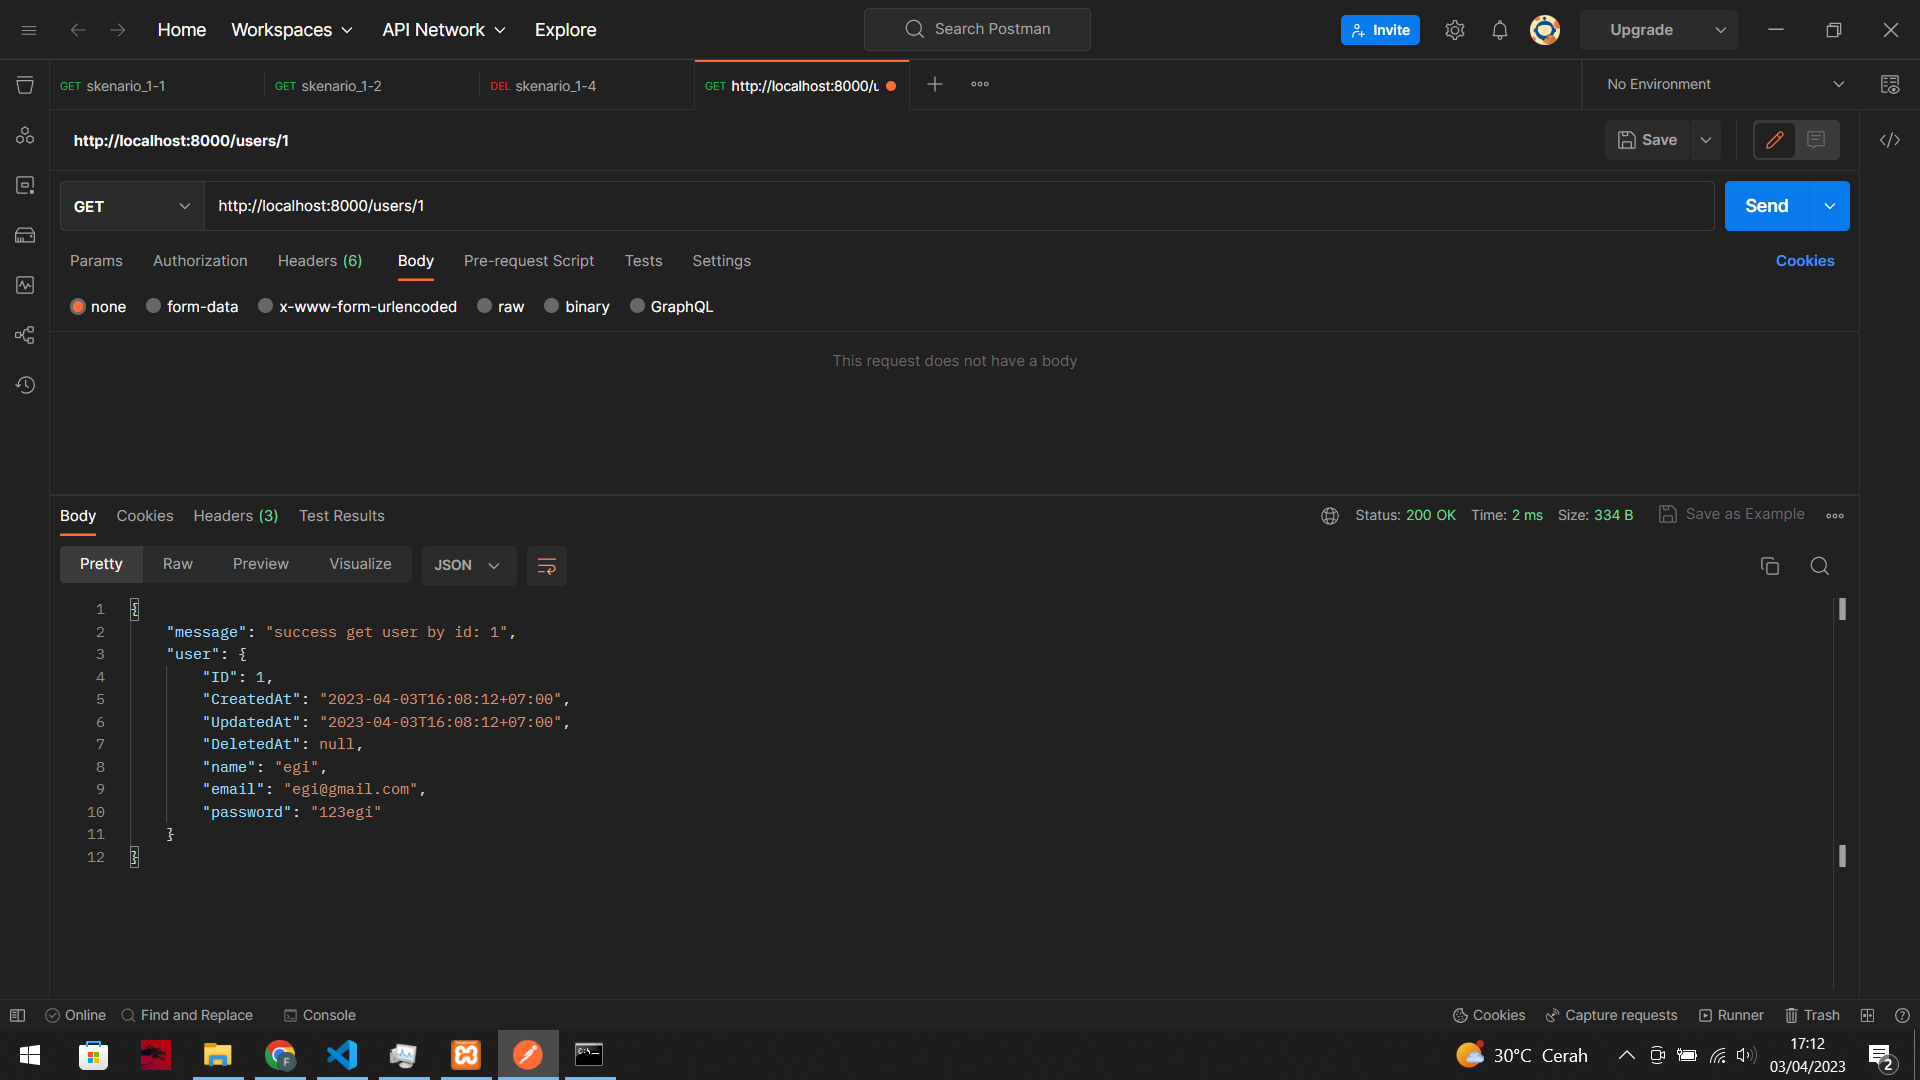 Home Workspaces API Network Explore Search Postman Invite Upgrade
GET skenario_1-1 GET skenario_1-2 DEL skenario_1-4 GET http://localhost:8000/u No Environment
http://localhost:8000/users/1 Save
GET http://localhost:8000/users/1 Send
Params Authorization Headers (6) Body Pre-request Script Tests Settings Cookies
none form-data x-www-form-urlencoded raw binary GraphQL
This request does not have a body
Body Cookies Headers (3) Test Results Status: 200 OK Time: 2 ms Size: 334 B Save as Example
Pretty Raw Preview Visualize JSON
1 {
2 "message": "success get user by id: 1",
3 "user": {
4 "ID": 1,
5 "CreatedAt": "2023-04-03T16:08:12+07:00",
6 "UpdatedAt": "2023-04-03T16:08:12+07:00",
7 "DeletedAt": null,
8 "name": "egi",
9 "email": "egi@gmail.com",
10 "password": "123egi"
11 }
12 }
Online Find and Replace Console Cookies Capture requests Runner Trash
30°C Cerah 17:12
03/04/2023 2